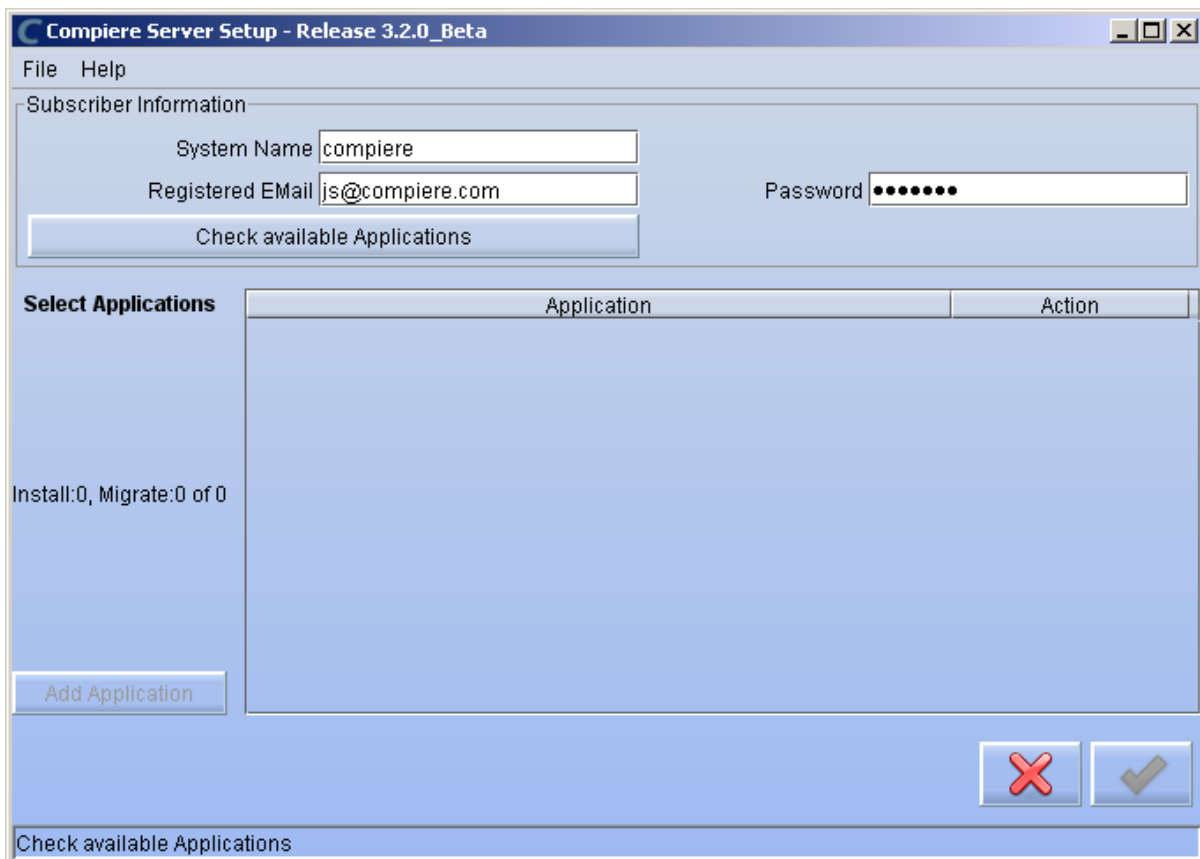 Compiere Server Setup - Release 3.2.0_Beta
File Help
Subscriber Information
System Name compiere
Registered EMail js@compiere.com Password •••••••
Check available Applications
Select Applications Application Action
Install:0, Migrate:0 of 0
Add Application
Check available Applications